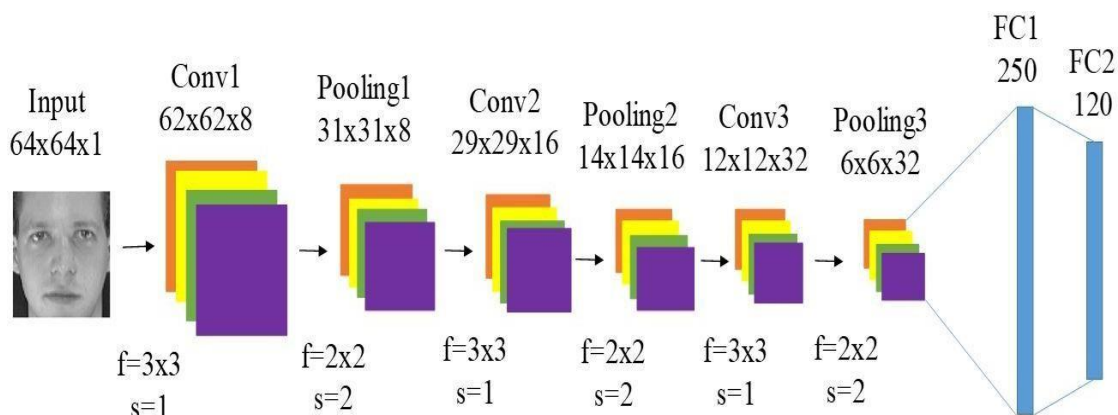 Input
64x64x1
Conv1
62x62x8
Pooling1
31x31x8
Conv2
29x29x16
Pooling2
14x14x16
Conv3
12x12x32
Pooling3
6x6x32
FC1
250
FC2
120
f=3x3
s=1
f=2x2
s=2
f=3x3
s=1
f=2x2
s=2
f=3x3
s=1
f=2x2
s=2